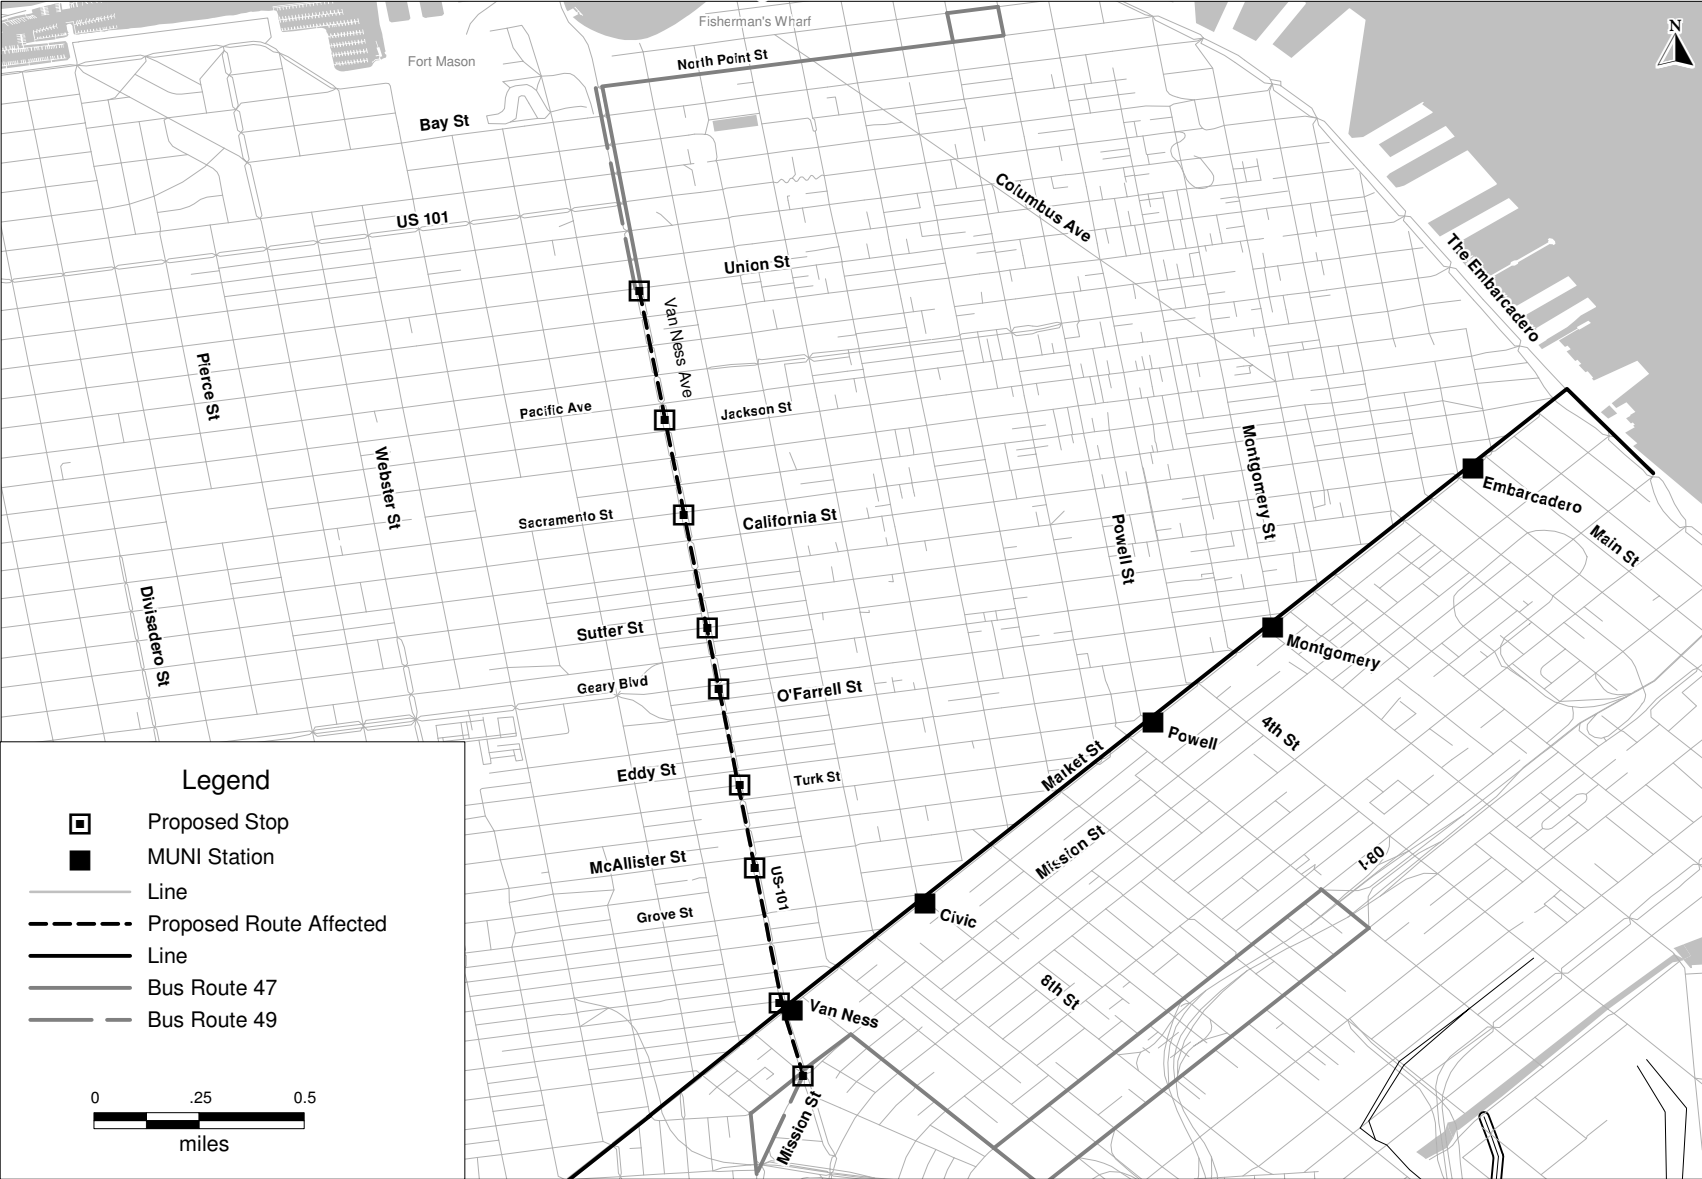 Fisherman's Wharf
N
North Point St
Fort Mason
Bay St
Columbus Ave
US 101
The Embarcadero
Union St
Van Ness Ave
Pierce St
Pacific Ave
Jackson St
Montgomery St
Webster St
Embarcadero
Sacramento St
California St
Powell St
Main St
Divisadero St
Sutter St
Montgomery
Geary Blvd
O'Farrell St
4th St
Powell
Market St
Eddy St
Turk St
Legend
Proposed Stop
MUNI Station
Line
Proposed Route Affected
Line
Bus Route 47
Bus Route 49
0 .25 0.5
miles
McAllister St
US-101
Mission St
I-80
Grove St
Civic
8th St
Van Ness
Mission St